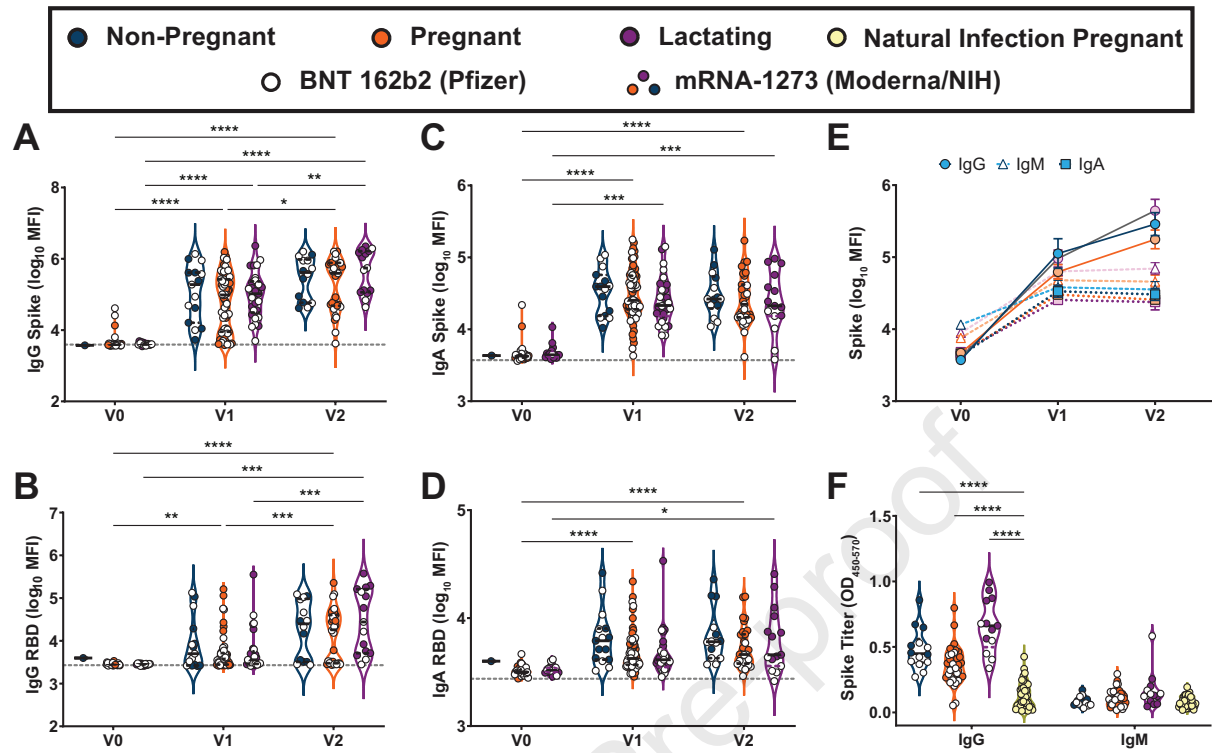 Non-Pregnant Pregnant Lactating Natural Infection Pregnant
BNT 162b2 (Pfizer) mRNA-1273 (Moderna/NIH)
A
IgG Spike (log10 MFI)
8
6
4
2
****
****
**** **
**** *
V0 V1 V2
C
IgA Spike (log10 MFI)
6
5
4
3
****
***
****
***
V0 V1 V2
E
IgG IgM IgA
Spike (log10 MFI)
6
5
4
3
V0 V1 V2
B
IgG RBD (log10 MFI)
7
6
5
4
3
2
****
***
***
** ***
V0 V1 V2
D
IgA RBD (log10 MFI)
5
4
3
****
*
****
V0 V1 V2
F
Spike Titer (OD450-570)
1.5
1.0
0.5
0.0
****
****
****
IgG IgM
reproof